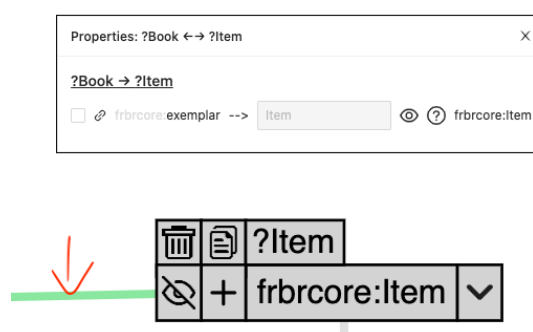 Properties: ?Book ←→ ?Item
?Book → ?Item
frbrcore:exemplar --> Item frbrcore:Item
?Item
frbrcore:Item